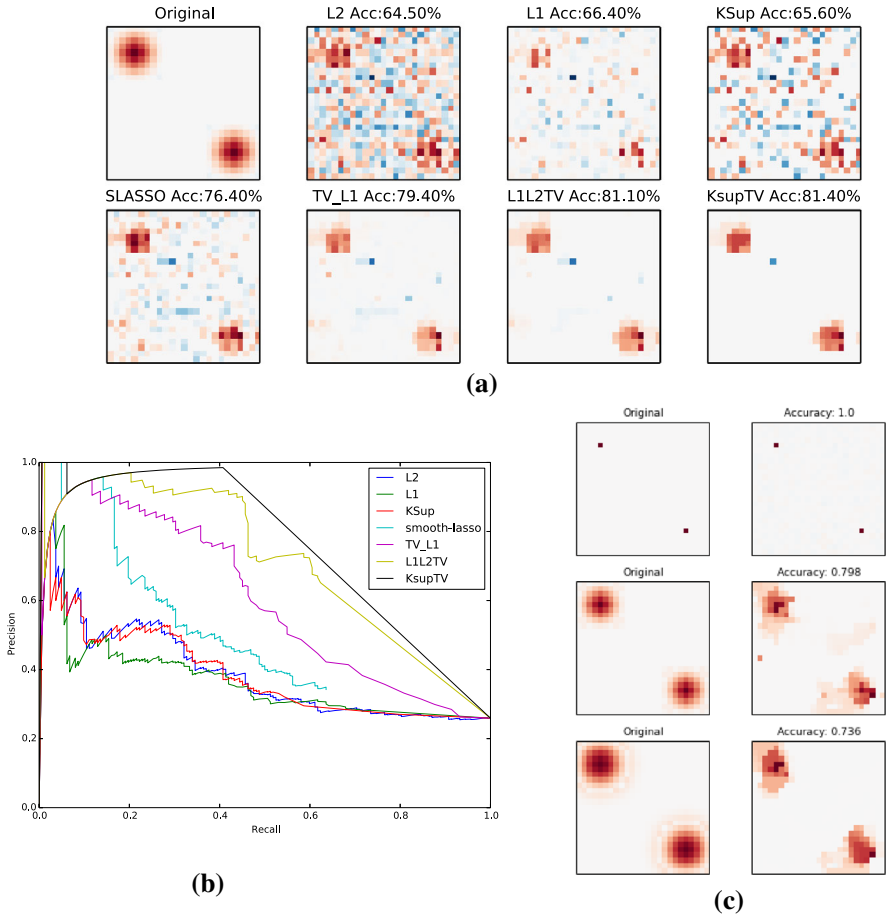 Original L2 Acc:64.50% L1 Acc:66.40% KSup Acc:65.60%
SLASSO Acc:76.40% TV_L1 Acc:79.40% L1L2TV Acc:81.10% KsupTV Acc:81.40%
(a)
1.0
0.8
0.6
0.4
0.2
0.0
Precision
0.0 0.2 0.4 0.6 0.8 1.0
Recall
L2
L1
KSup
smooth-lasso
TV_L1
L1L2TV
KsupTV
(b)
Original Accuracy: 1.0
Original Accuracy: 0.798
Original Accuracy: 0.736
(c)